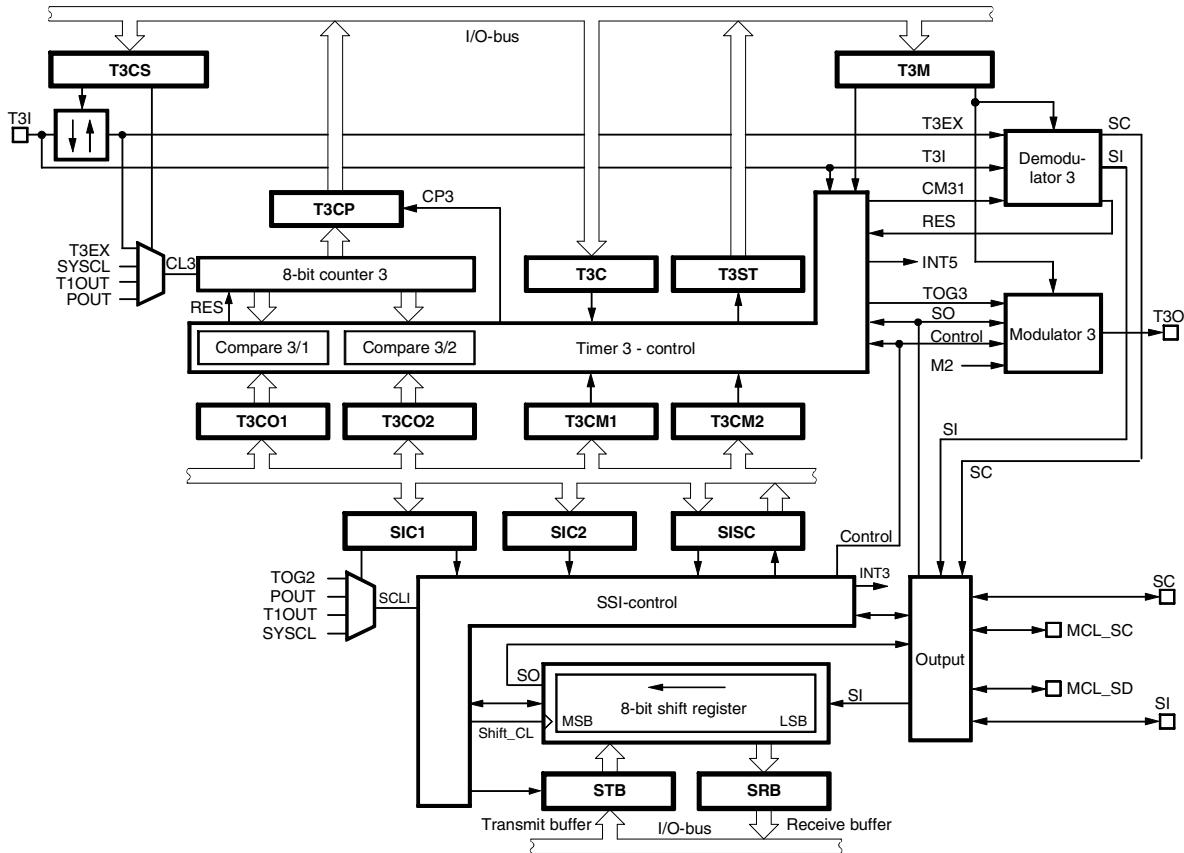 I/O-bus
T3CS
T3M
T3I
T3EX
SC
T3I
SI
Demodu-
lator 3
CM31
T3CP
CP3
RES
T3EX
SYSCL
T1OUT
POUT
CL3
8-bit counter 3
T3C
T3ST
INT5
RES
TOG3
SO
Control
M2
Modulator 3
T3O
Compare 3/1
Compare 3/2
Timer 3 - control
T3CO1
T3CO2
T3CM1
T3CM2
SI
SC
SIC1
SIC2
SISC
Control
TOG2
POUT
T1OUT
SYSCL
SCLI
SSI-control
INT3
SC
MCL_SC
Output
SO
8-bit shift register
MSB
LSB
SI
MCL_SD
SI
Shift_CL
STB
SRB
Transmit buffer
I/O-bus
Receive buffer